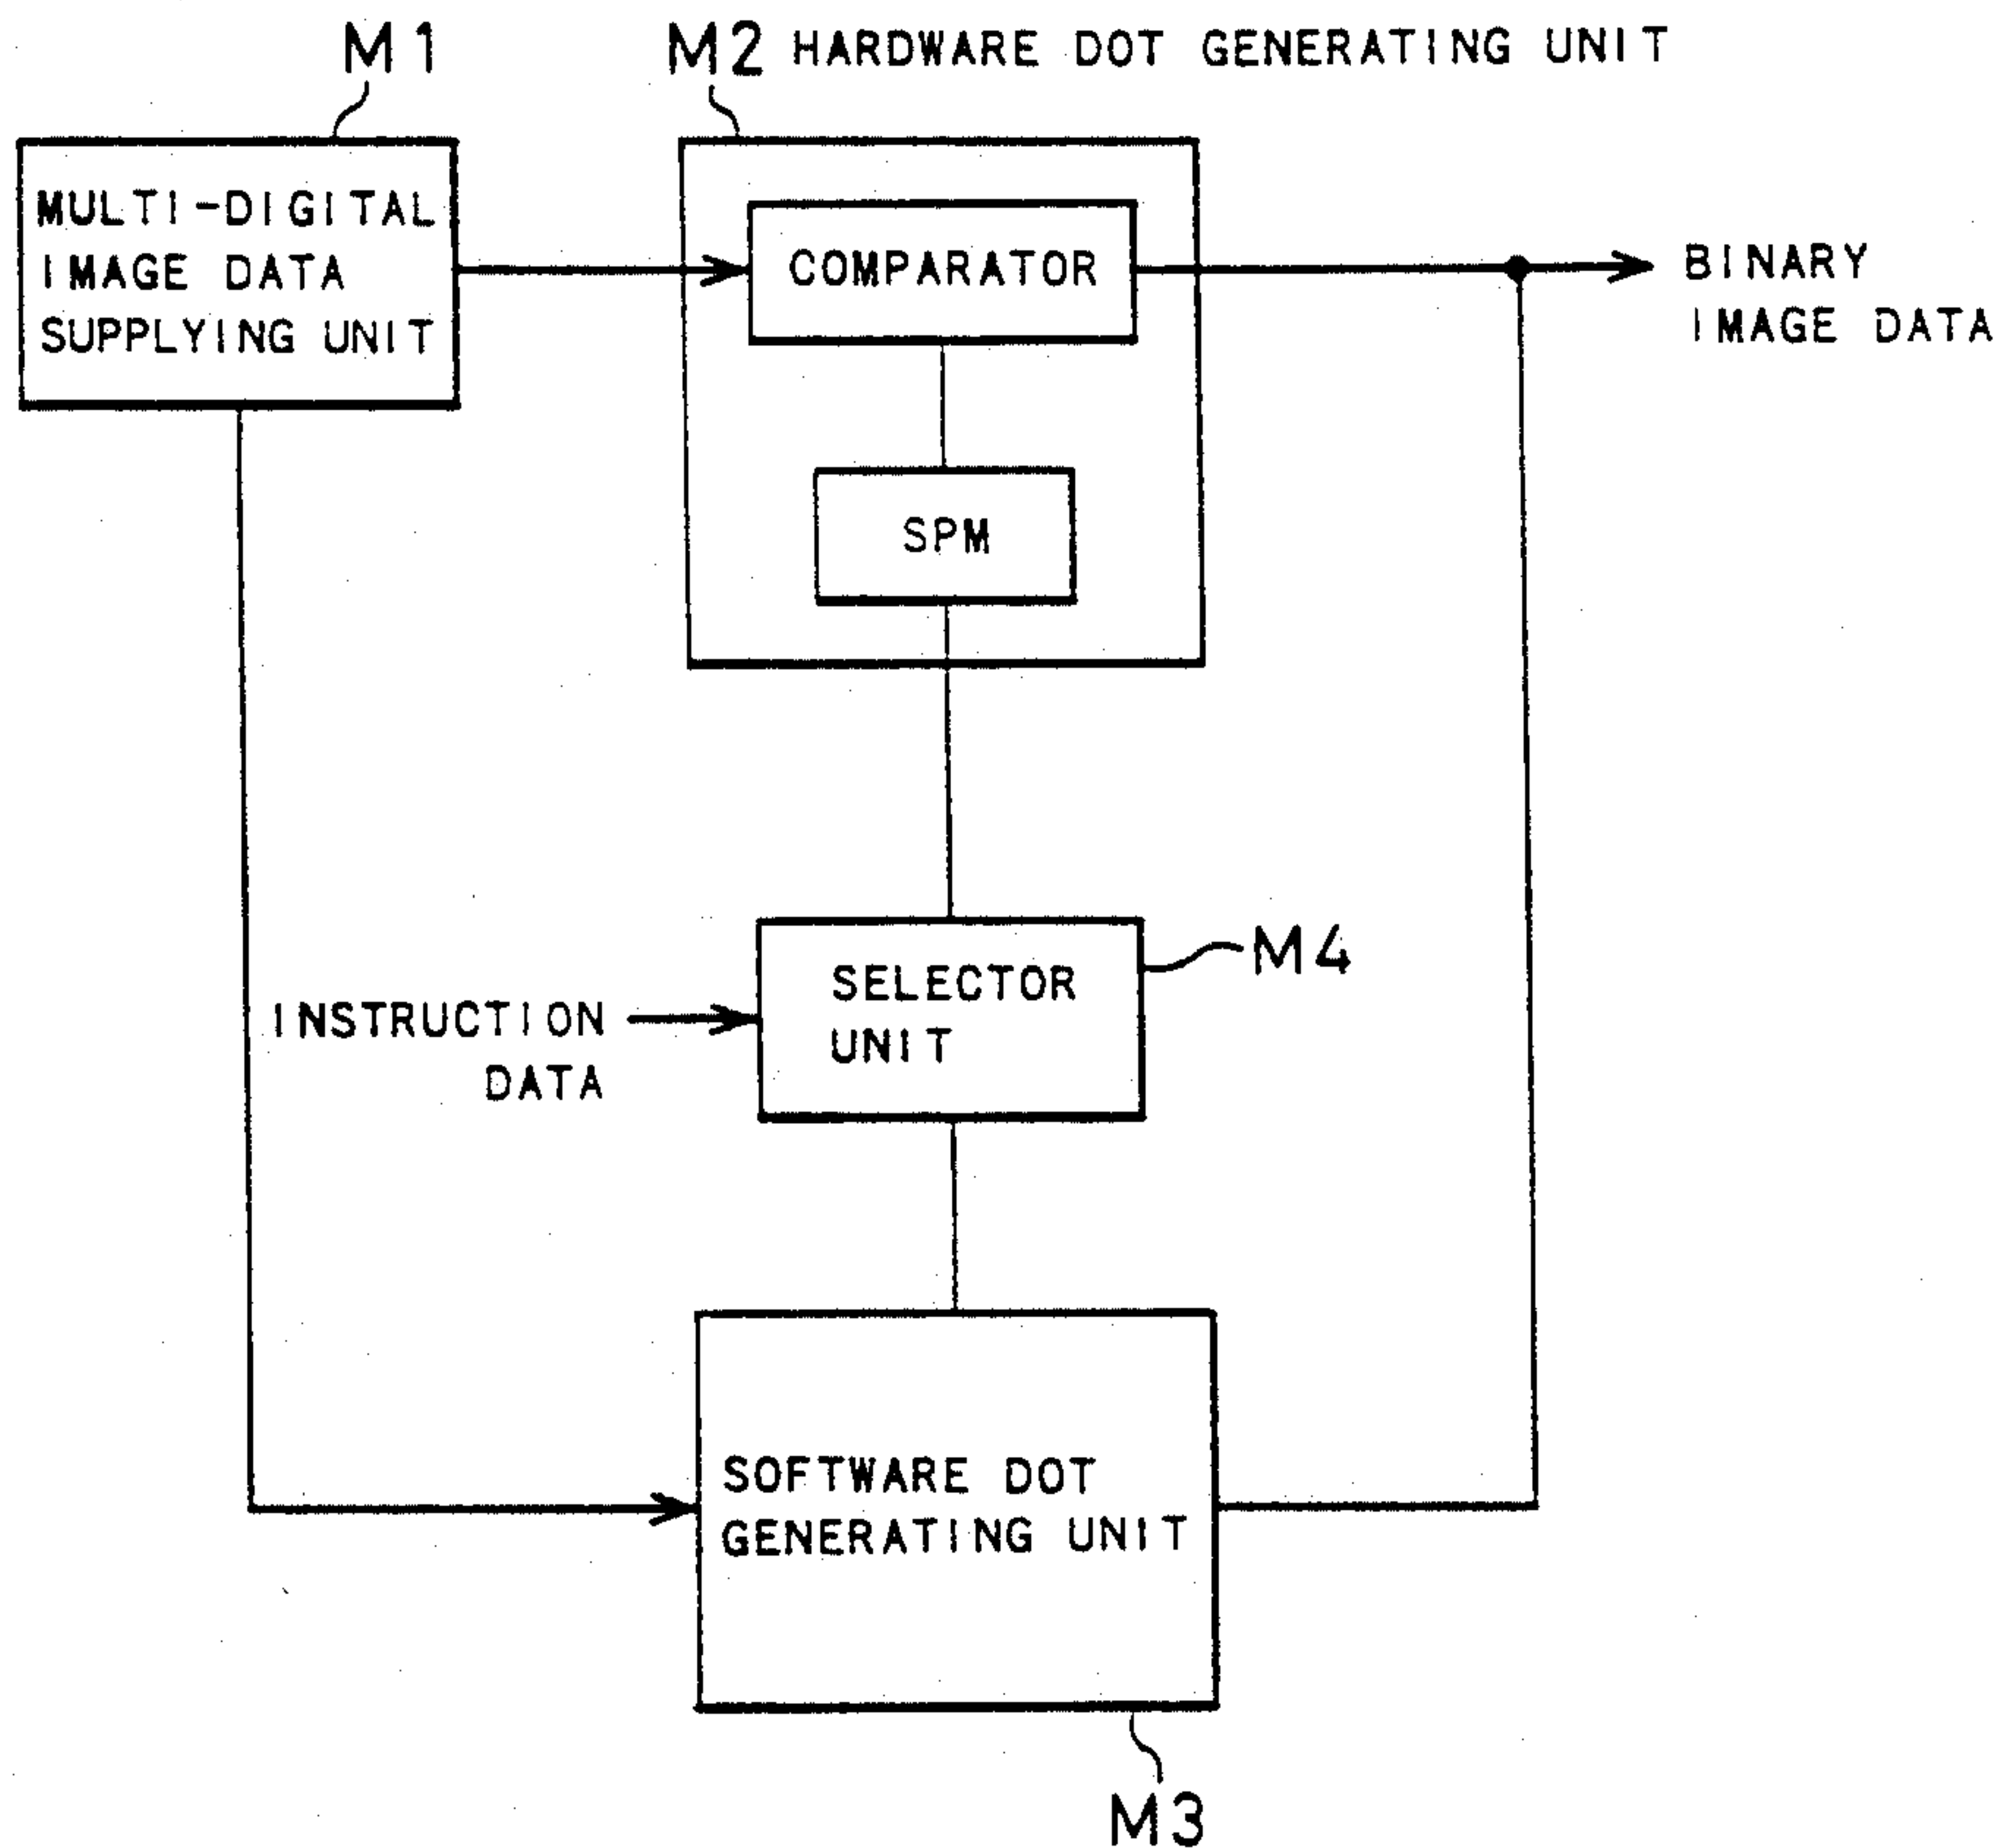 M1
M2 HARDWARE DOT GENERATING UNIT
MULTI-DIGITAL
IMAGE DATA
SUPPLYING UNIT
COMPARATOR
BINARY
IMAGE DATA
SPM
SELECTOR
UNIT
M4
INSTRUCTION
DATA
SOFTWARE DOT
GENERATING UNIT
M3